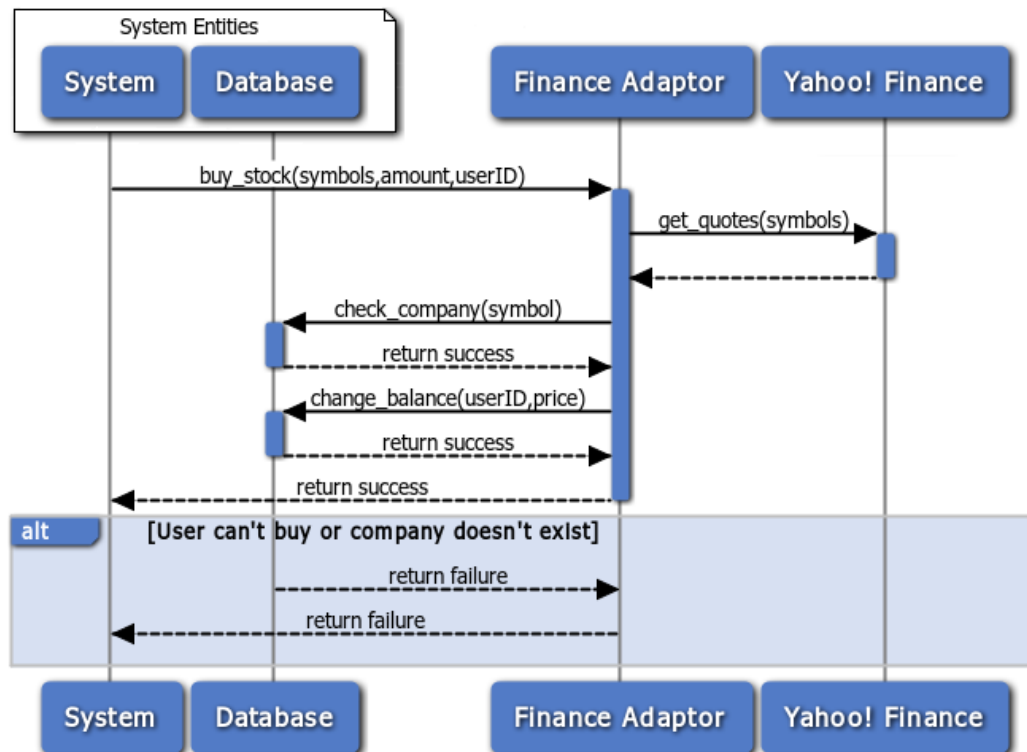 System Entities
System
Database
Finance Adaptor
Yahoo! Finance
buy_stock(symbols,amount,userID)
get_quotes(symbols)
check_company(symbol)
return success
change_balance(userID,price)
return success
return success
alt
[User can't buy or company doesn't exist]
return failure
return failure
System
Database
Finance Adaptor
Yahoo! Finance